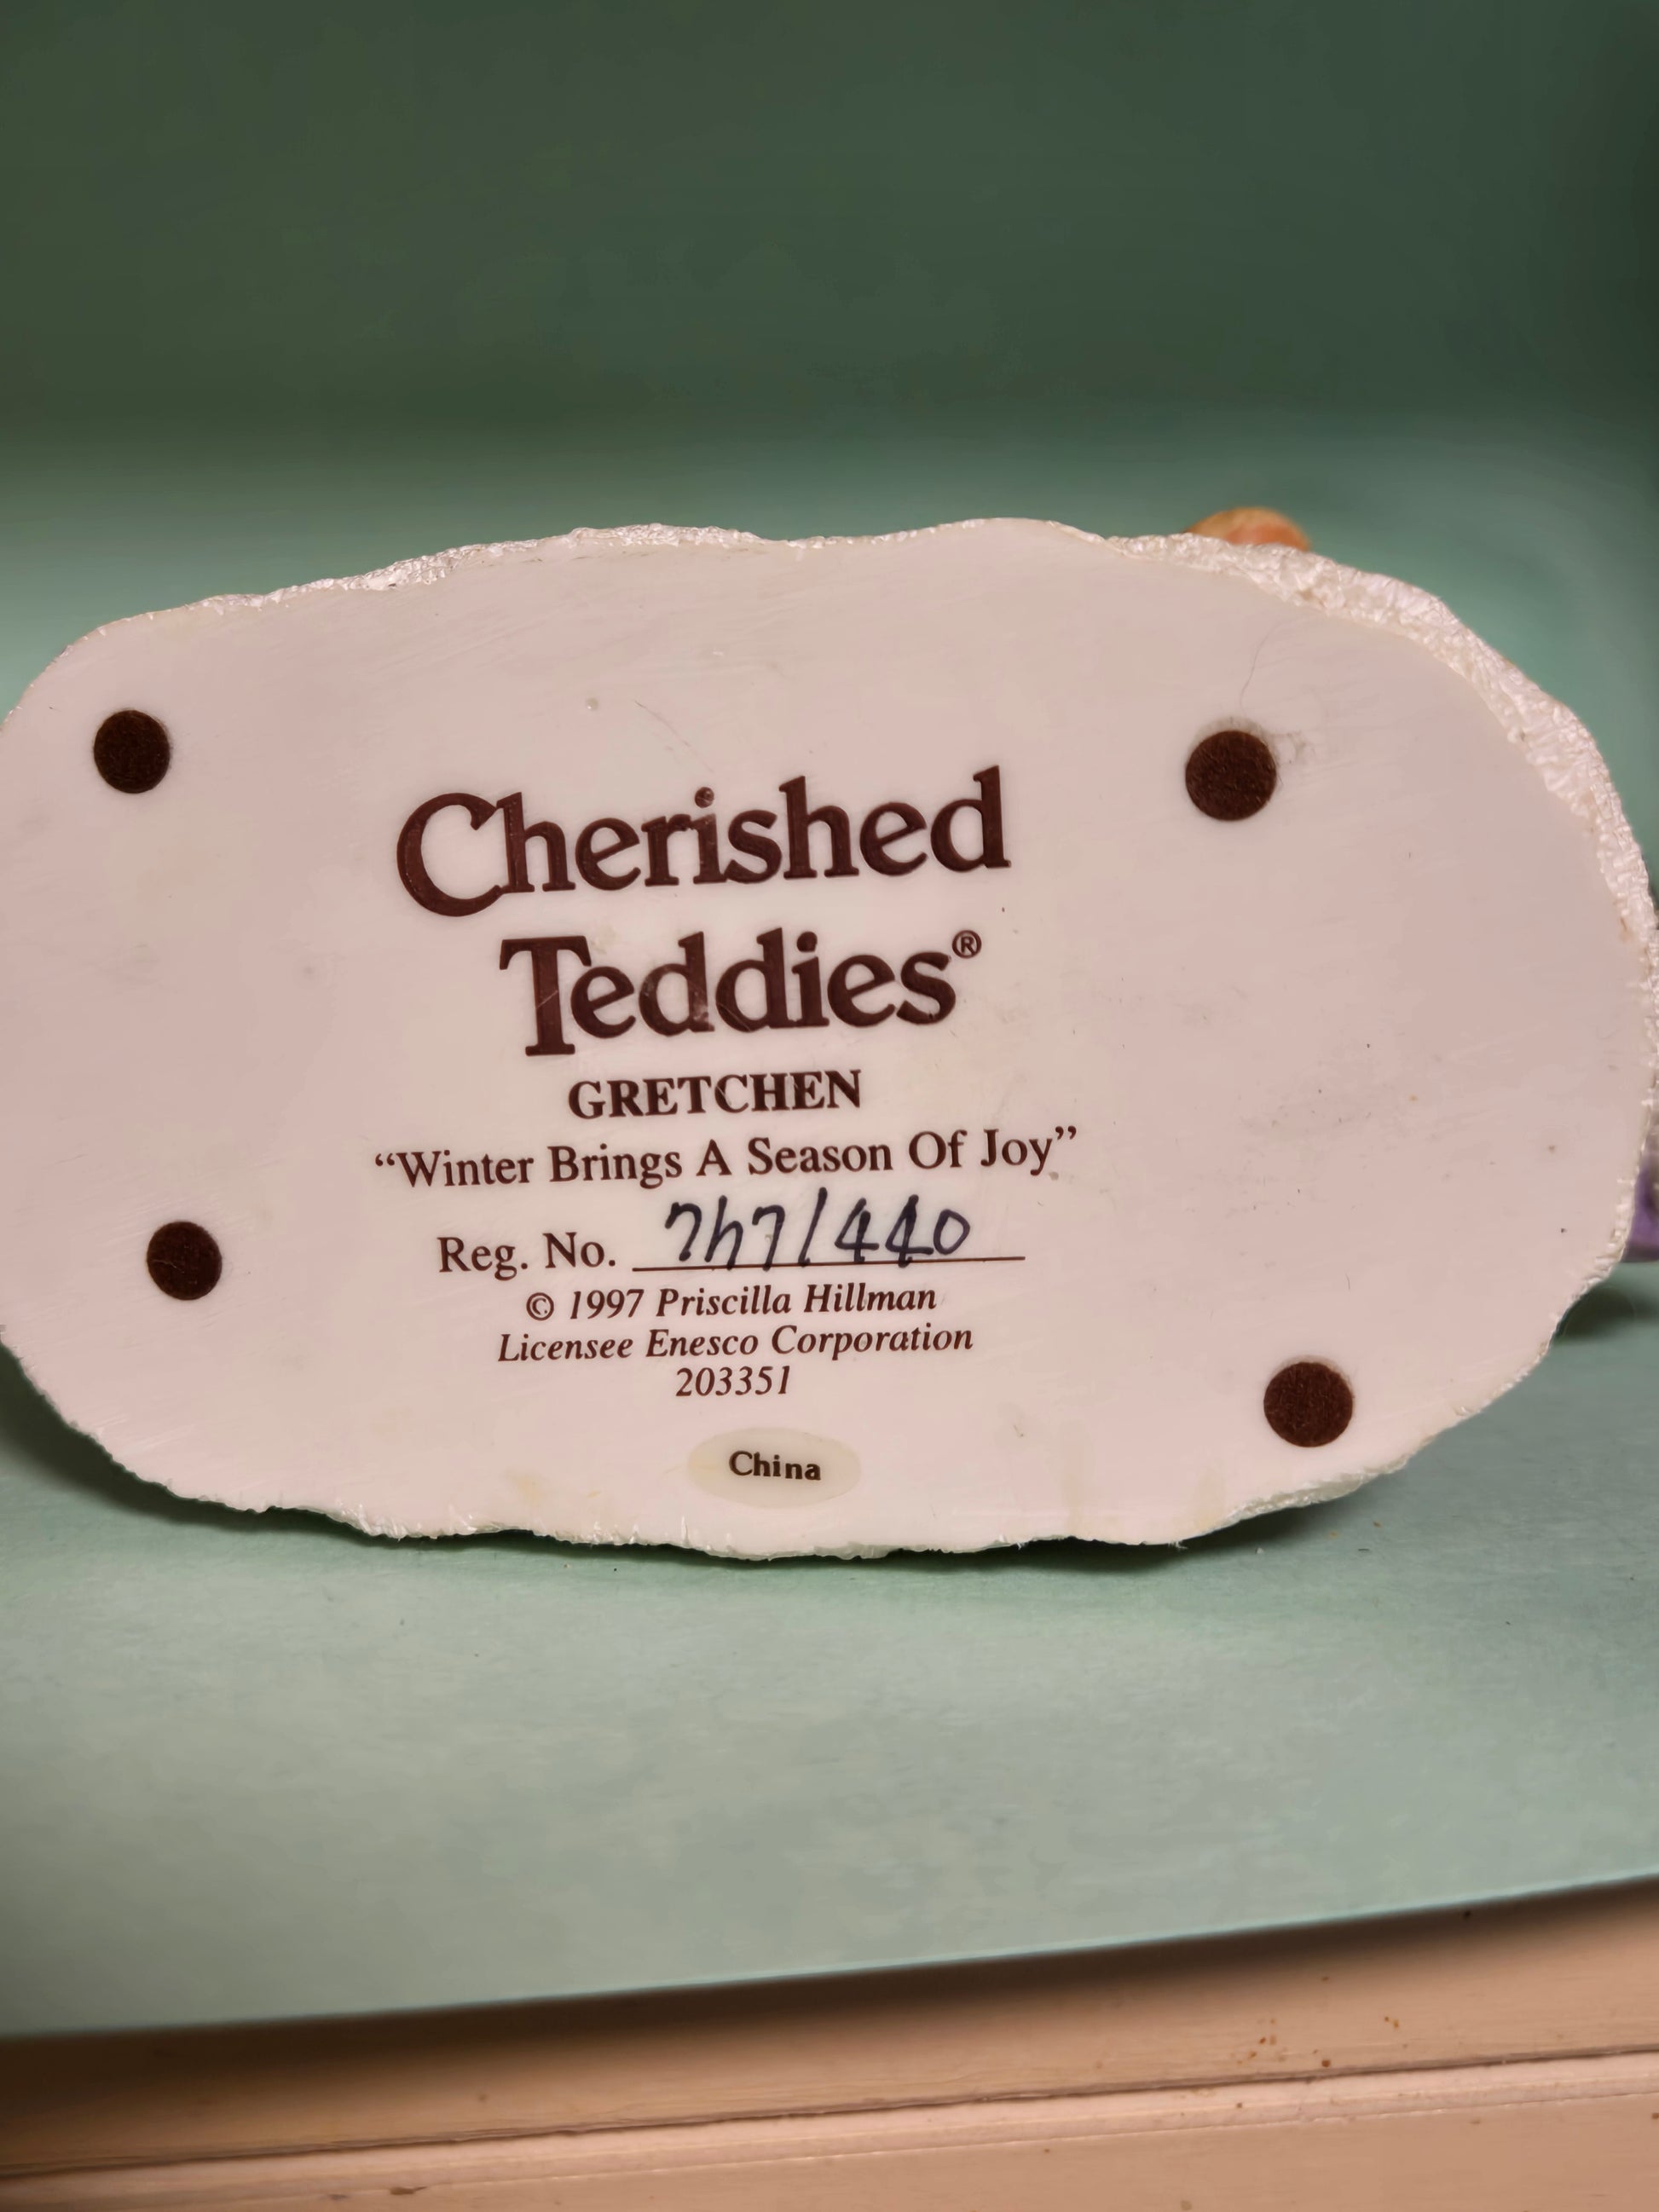 Cherished
Teddies®
GRETCHEN
“Winter Brings A Season Of Joy”
Reg. No. 7h7/440
© 1997 Priscilla Hillman
Licensee Enesco Corporation
203351
China